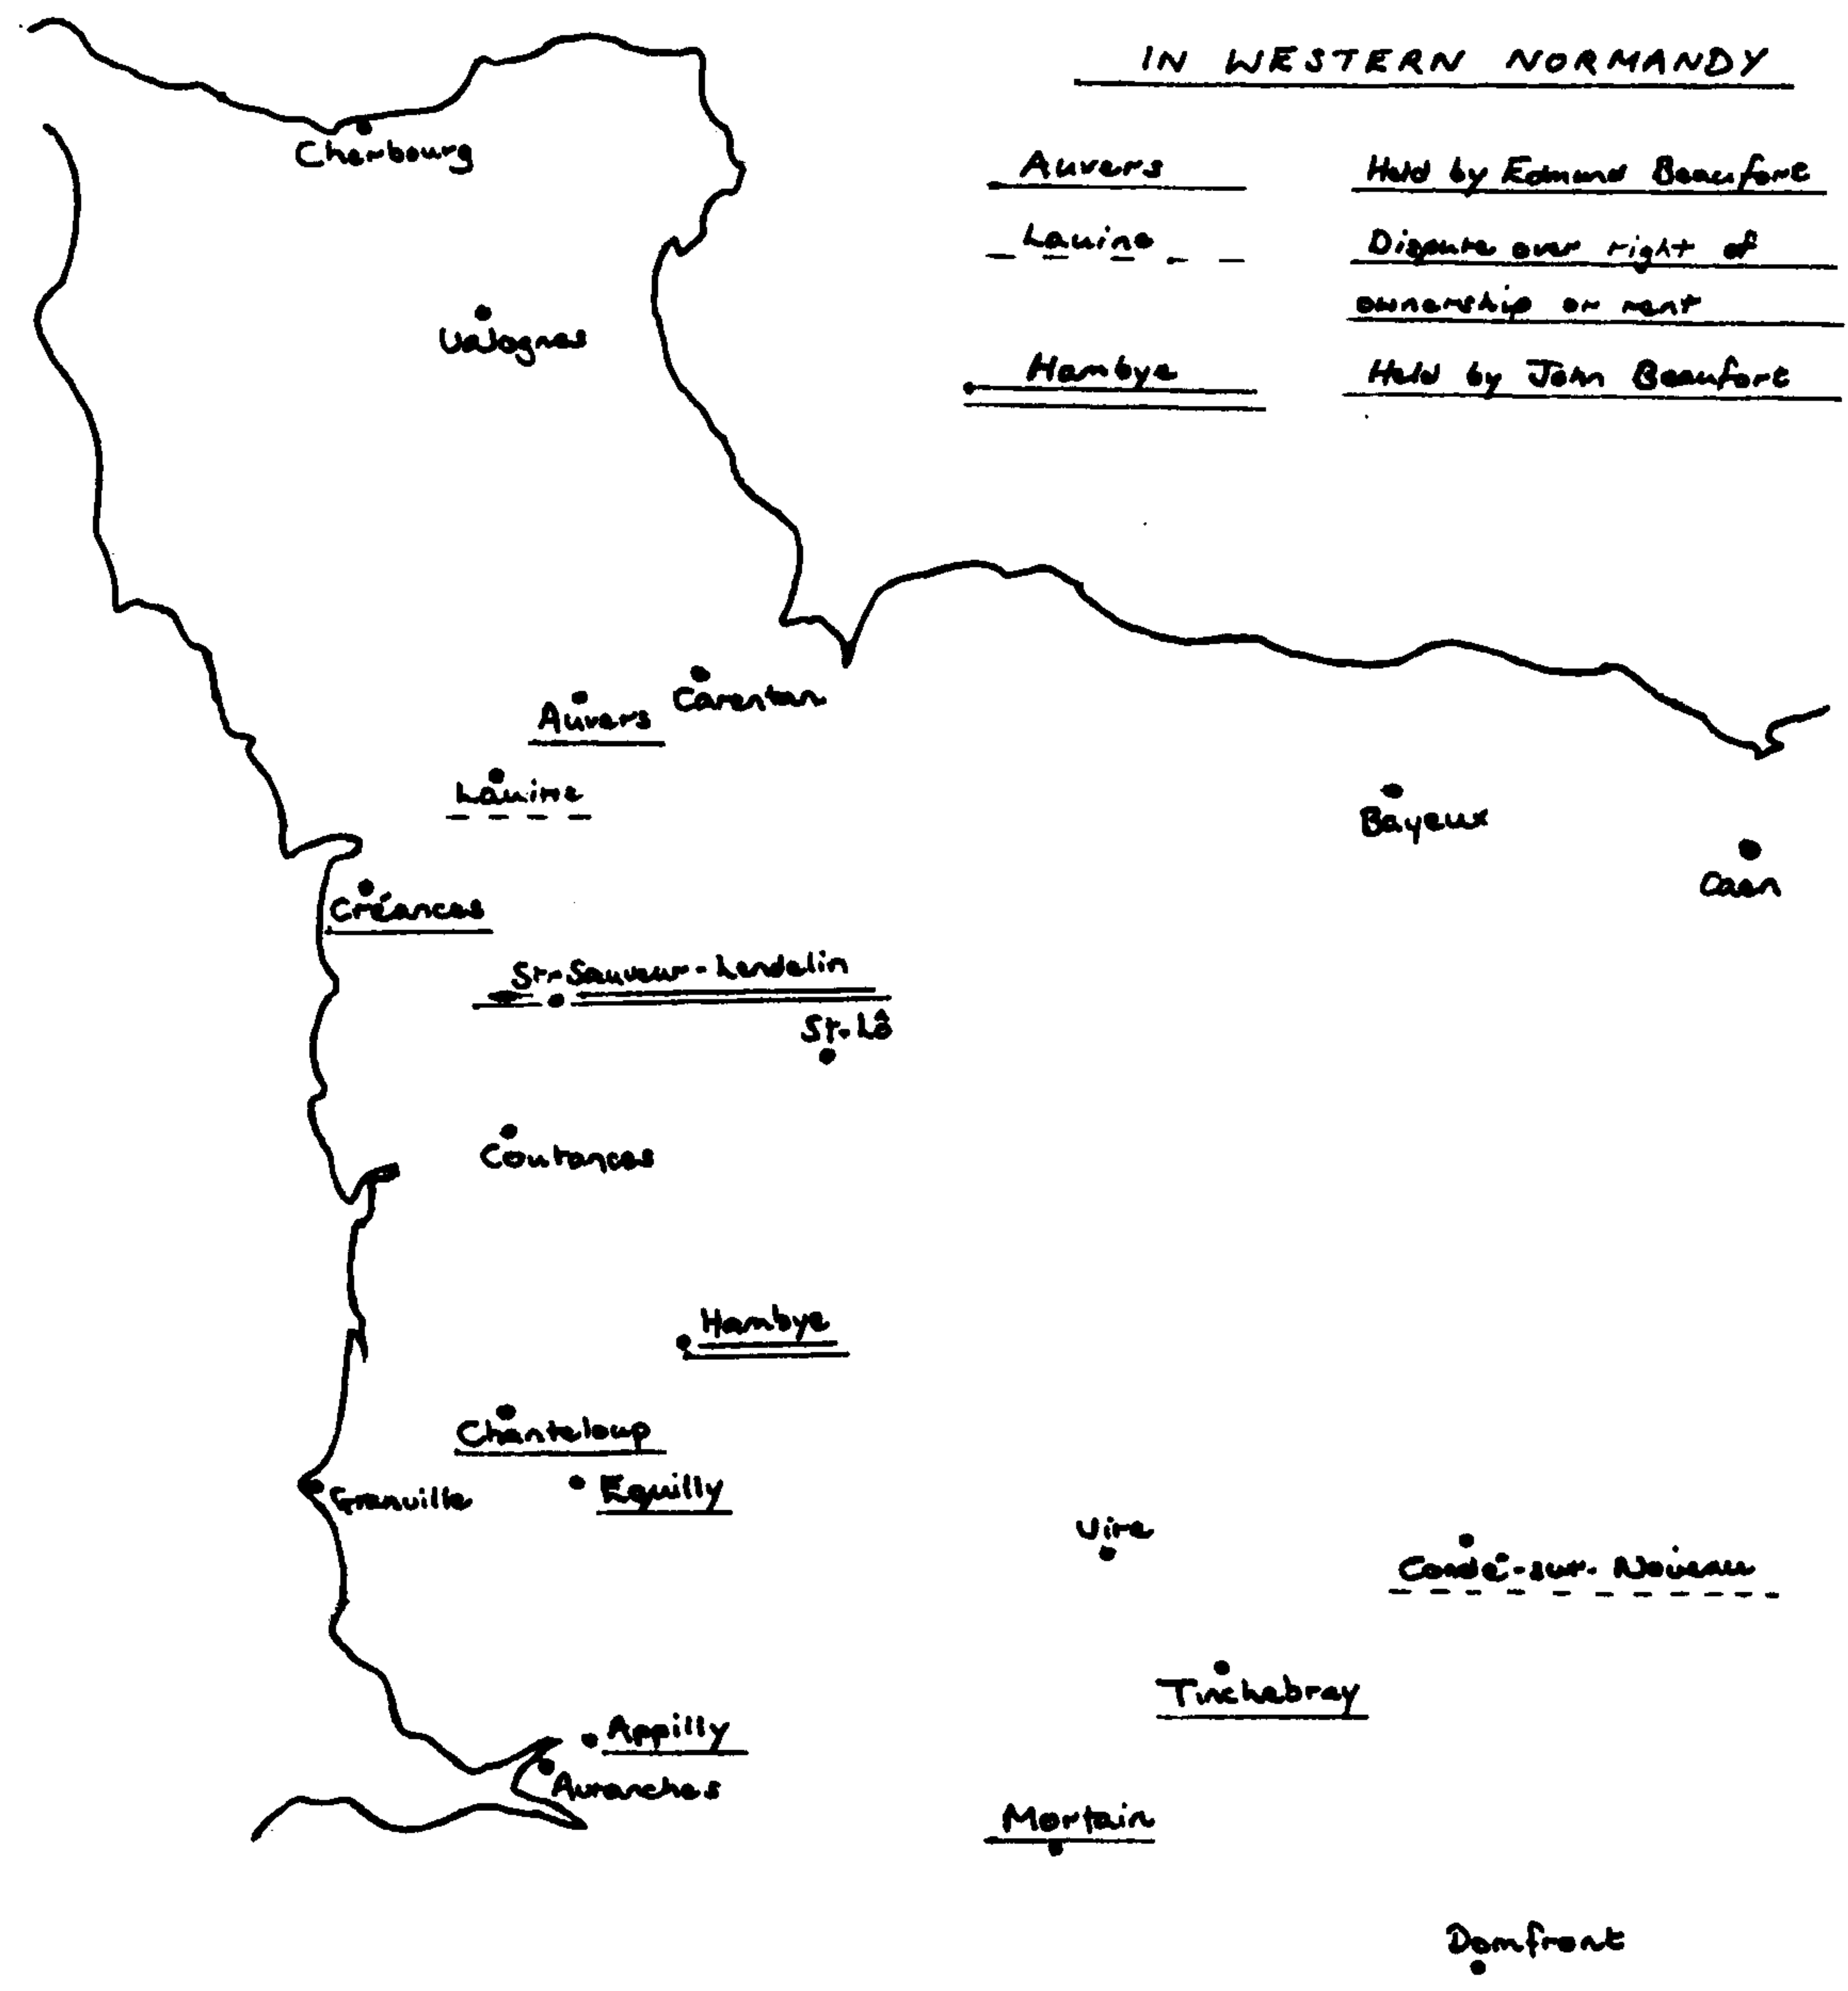 IN WESTERN NORMANDY
Auvers Held by Edmund Beaufort
Lauine Dispute over right of
ownership or rent
Hambye Held by John Beaufort
Cherbourg
Valognes
Carentan
Auvers
Lauine
Bayeux
Caen
Créances
St-Sauveur-Lendelin
St-Lô
Coutances
Hambye
Chanteloup
Equilly
Granville
Vire
Condé-sur-Noireau
Tinchebray
Appilly
Avranches
Mortain
Domfront